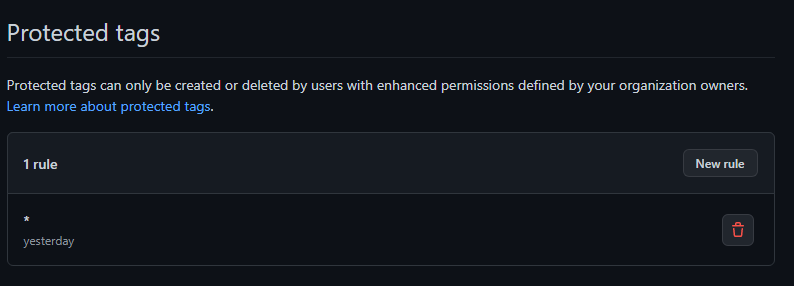 Protected tags
Protected tags can only be created or deleted by users with enhanced permissions defined by your organization owners.
Learn more about protected tags.
1 rule
New rule
*
yesterday